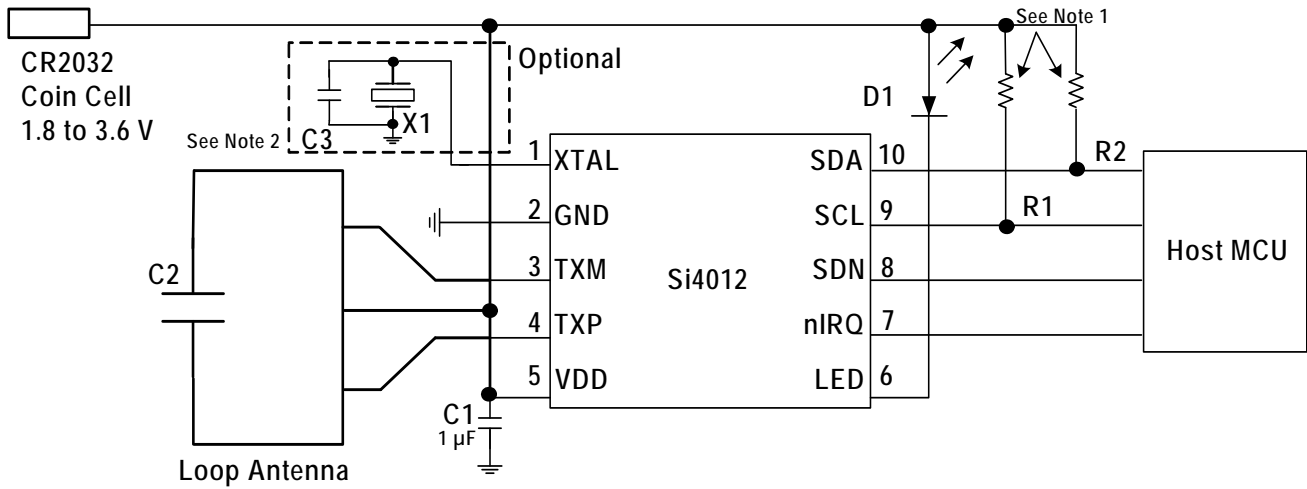 See Note 1
CR2032
Coin Cell
1.8 to 3.6 V
Optional
See Note 2
C3
X1
D1
1
XTAL
2
GND
3
TXM
4
TXP
5
VDD
Si4012
SDA
10
SCL
9
SDN
8
nIRQ
7
LED
6
R2
R1
Host MCU
C2
C1
1 µF
Loop Antenna